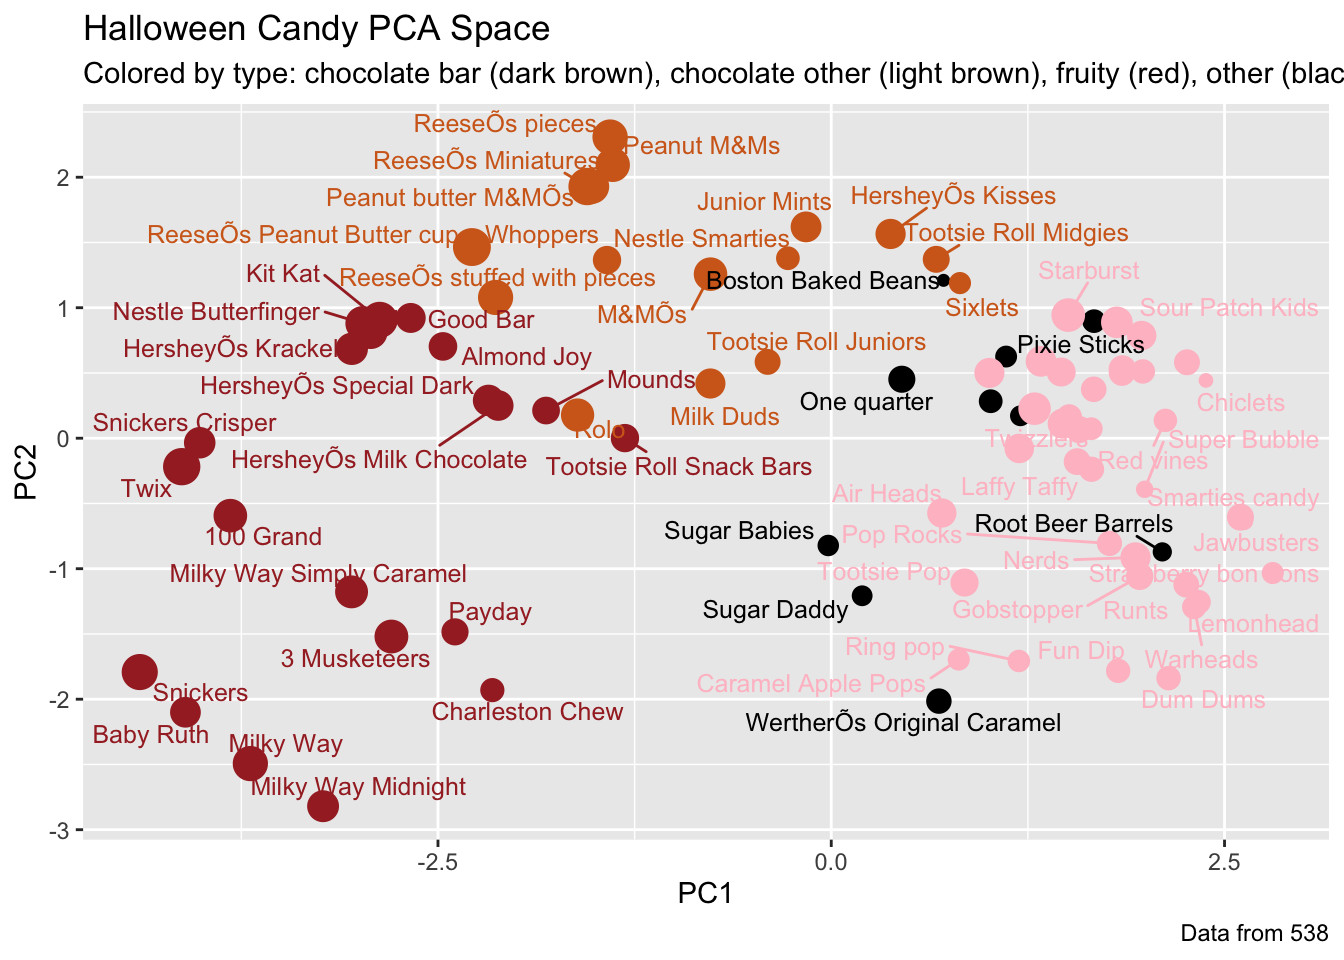 Halloween Candy PCA Space
Colored by type: chocolate bar (dark brown), chocolate other (light brown), fruity (red), other (blac
ReeseÕs pieces
Peanut M&Ms
ReeseÕs Miniatures
Peanut butter M&MÕs
Junior Mints
HersheyÕs Kisses
ReeseÕs Peanut Butter cup
Whoppers
Nestle Smarties
Tootsie Roll Midgies
Kit Kat
ReeseÕs stuffed with pieces
Boston Baked Beans
Starburst
Nestle Butterfinger
Good Bar
M&MÕs
Sixlets
Sour Patch Kids
HersheyÕs Krackel
Almond Joy
Tootsie Roll Juniors
Pixie Sticks
HersheyÕs Special Dark
Mounds
Milk Duds
One quarter
Chiclets
Snickers Crisper
Rolo
Twizzlers
Super Bubble
HersheyÕs Milk Chocolate
Tootsie Roll Snack Bars
Red vines
Twix
Air Heads
Laffy Taffy
Smarties candy
100 Grand
Sugar Babies
Pop Rocks
Root Beer Barrels
Jawbusters
Milky Way Simply Caramel
Tootsie Pop
Nerds
Strawberry bon bons
Payday
Sugar Daddy
Gobstopper
Runts
Lemonhead
3 Musketeers
Ring pop
Fun Dip
Warheads
Snickers
Charleston Chew
Caramel Apple Pops
Dum Dums
Baby Ruth
Milky Way
WertherÕs Original Caramel
Milky Way Midnight
2
1
0
-1
-2
-3
PC2
-2.5
0.0
2.5
PC1
Data from 538